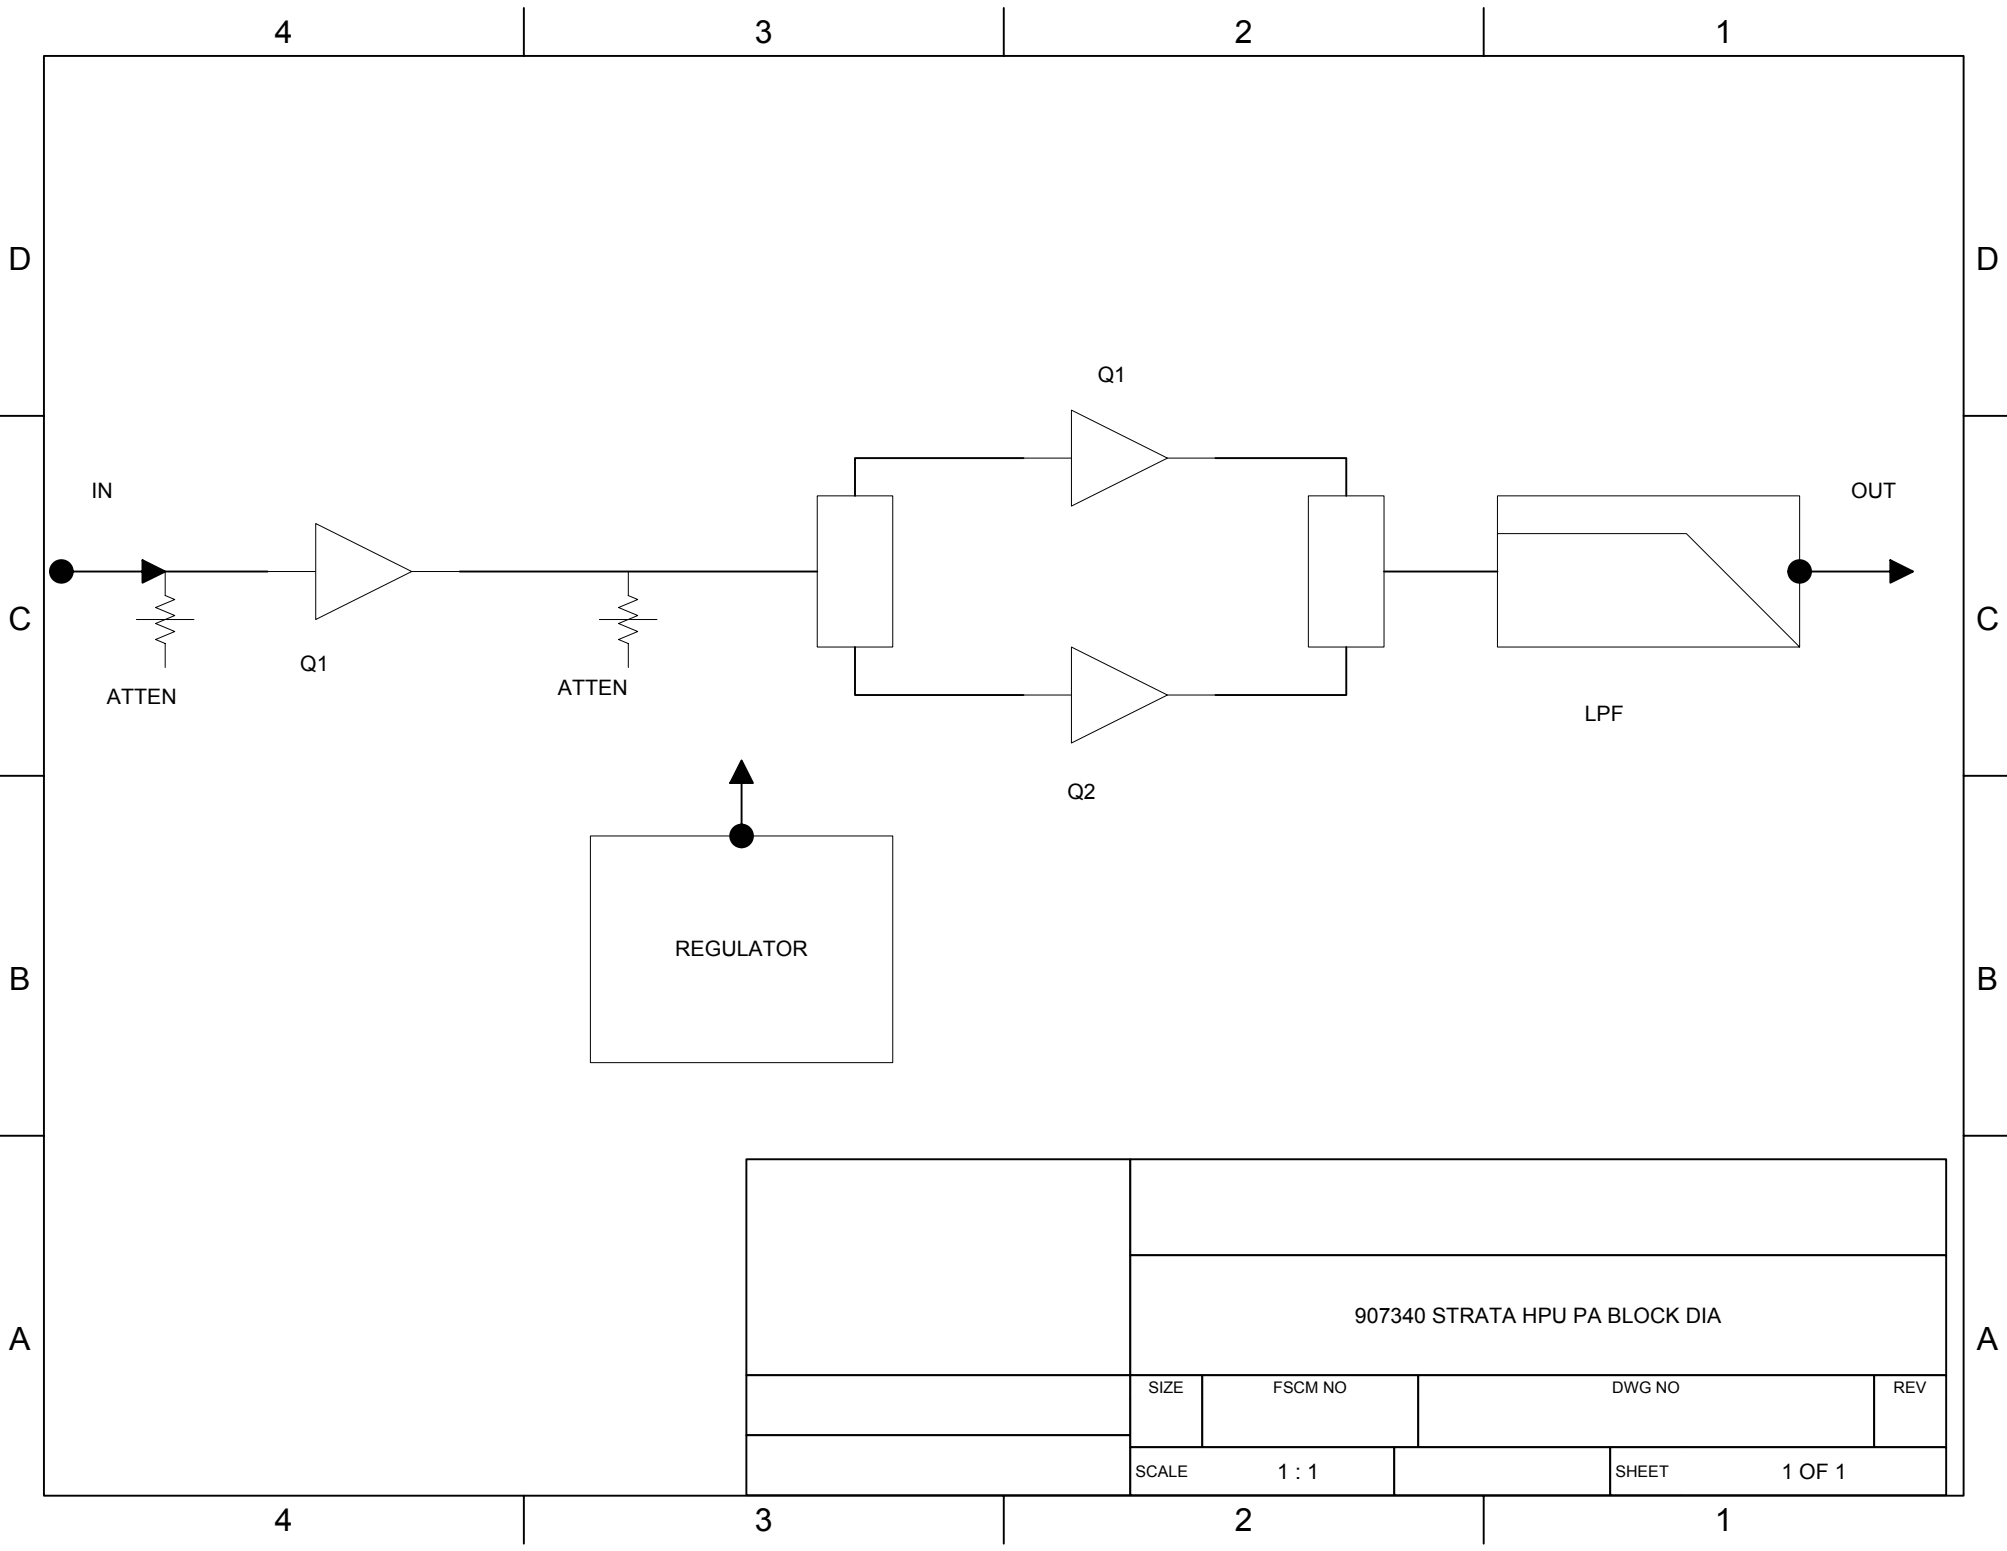 4 3 2 1
D D
Q1
IN OUT
C C
Q1
ATTEN ATTEN
LPF
Q2
REGULATOR
B B
907340 STRATA HPU PA BLOCK DIA
A A
SIZE FSCM NO DWG NO REV
SCALE 1 : 1 SHEET 1 OF 1
4 3 2 1